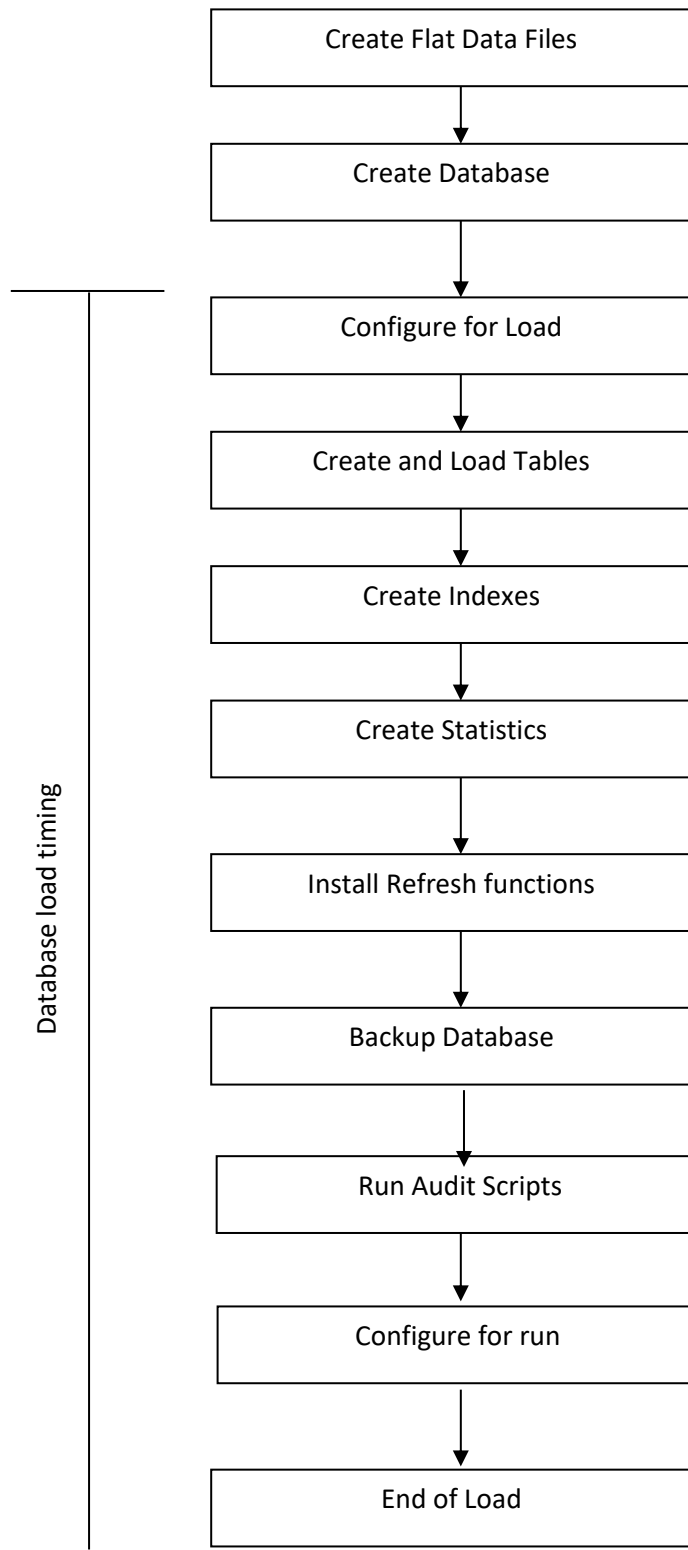 Create Flat Data Files
Create Database
Configure for Load
Create and Load Tables
Create Indexes
Create Statistics
Install Refresh functions
Backup Database
Run Audit Scripts
Configure for run
End of Load
Database load timing